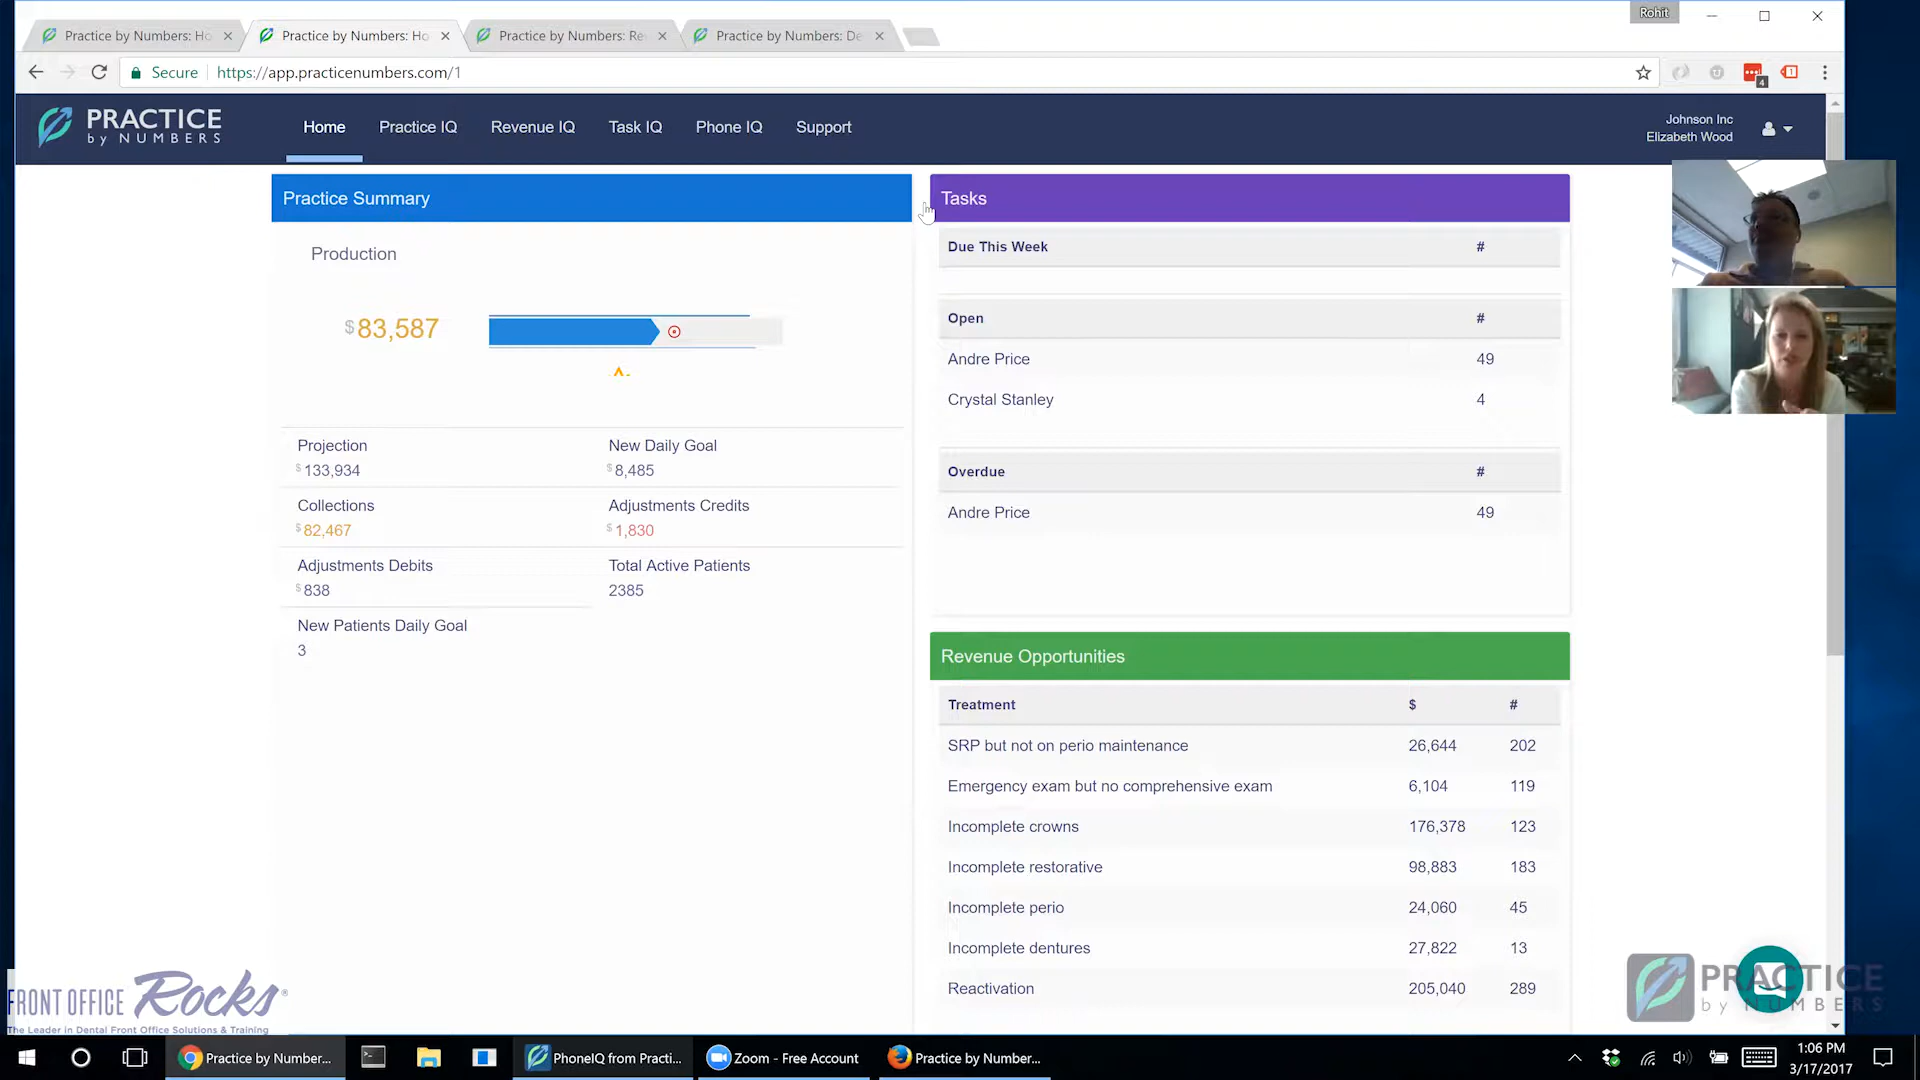 Rohit
Practice by Numbers: Ho
Practice by Numbers: Ho
Practice by Numbers: Re
Practice by Numbers: De
Secure
https://app.practicenumbers.com/1
4
1
PRACTICE
by NUMBERS
Home
Practice IQ
Revenue IQ
Task IQ
Phone IQ
Support
Johnson Inc
Elizabeth Wood
Practice Summary
Production
$83,587
Projection
$133,934
New Daily Goal
$8,485
Collections
$82,467
Adjustments Credits
$1,830
Adjustments Debits
$838
Total Active Patients
2385
New Patients Daily Goal
3
Tasks
Due This Week #
Open #
Andre Price 49
Crystal Stanley 4
Overdue #
Andre Price 49
Revenue Opportunities
Treatment $ #
SRP but not on perio maintenance 26,644 202
Emergency exam but no comprehensive exam 6,104 119
Incomplete crowns 176,378 123
Incomplete restorative 98,883 183
Incomplete perio 24,060 45
Incomplete dentures 27,822 13
Reactivation 205,040 289
FRONT OFFICE Rocks®
The Leader in Dental Front Office Solutions & Training
PRACTICE
by NUMBERS
Practice by Number...
PhoneIQ from Practi...
Zoom - Free Account
Practice by Number...
1:06 PM
3/17/2017